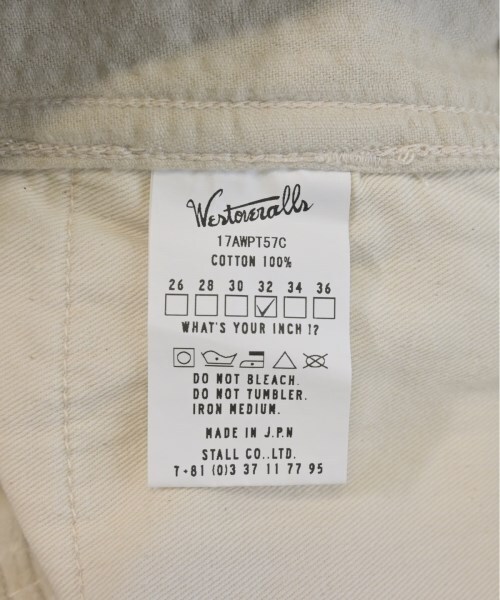 Westoveralls
17AWPT57C
COTTON 100%
26 28 30 32 34 36
WHAT'S YOUR INCH !?
DO NOT BLEACH.
DO NOT TUMBLER.
IRON MEDIUM.
MADE IN J.P.N
STALL CO..LTD.
T+81 (0)3 37 11 77 95